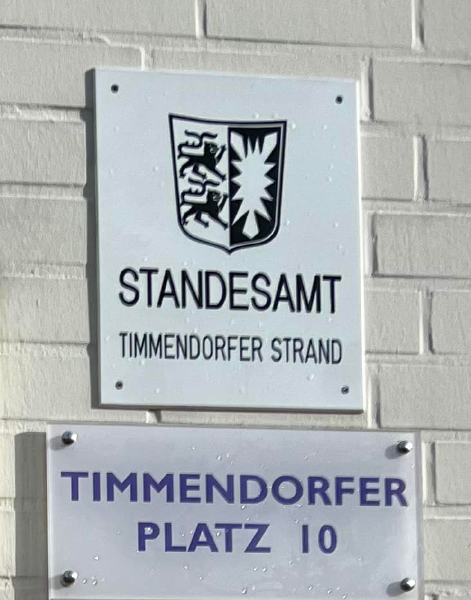 STANDESAMT
TIMMENDORFER STRAND
TIMMENDORFER
PLATZ 10